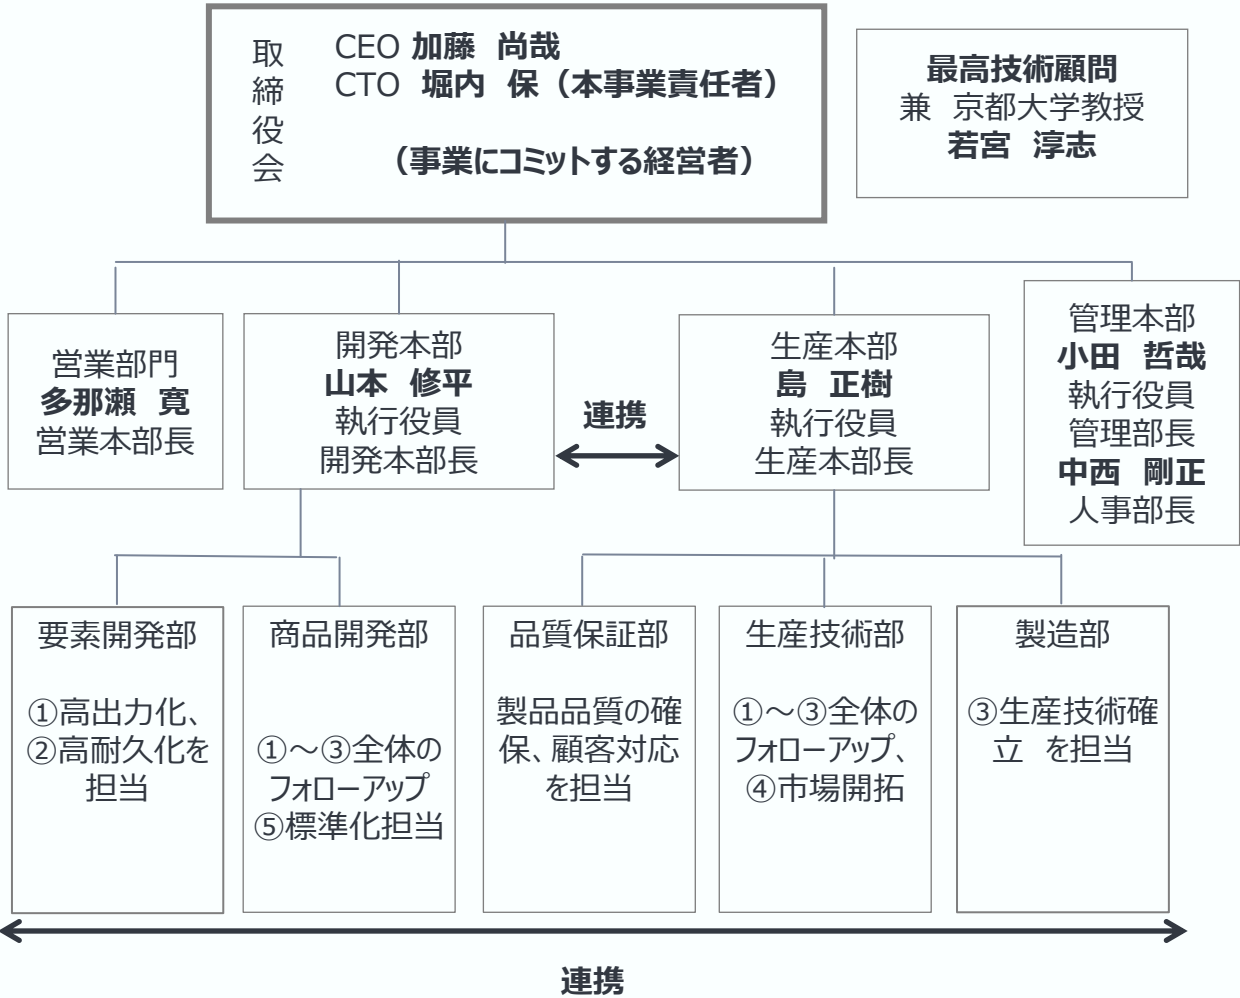 取締役会
CEO 加藤　尚哉
CTO　堀内　保（本事業責任者）
（事業にコミットする経営者）
最高技術顧問
兼　京都大学教授
若宮　淳志
営業部門
多那瀬　寛
営業本部長
開発本部
山本　修平
執行役員
開発本部長
連携
生産本部
島　正樹
執行役員
生産本部長
管理本部
小田　哲哉
執行役員
管理部長
中西　剛正
人事部長
要素開発部
①高出力化、
②高耐久化を
担当
商品開発部
①～③全体の
フォローアップ
⑤標準化担当
品質保証部
製品品質の確
保、顧客対応
を担当
生産技術部
①～③全体の
フォローアップ、
④市場開拓
製造部
③生産技術確
立　を担当
連携